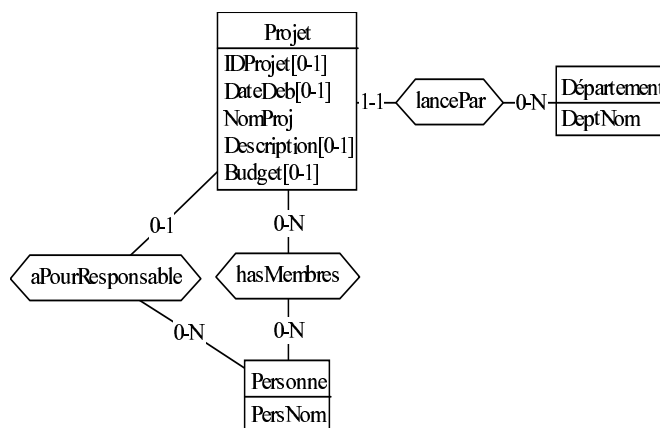 Projet
IDProjet[0-1]
DateDeb[0-1]
NomProj
Description[0-1]
Budget[0-1]
1-1
lancePar
0-N
Département
DeptNom
0-1
0-N
aPourResponsable
hasMembres
0-N
0-N
Personne
PersNom